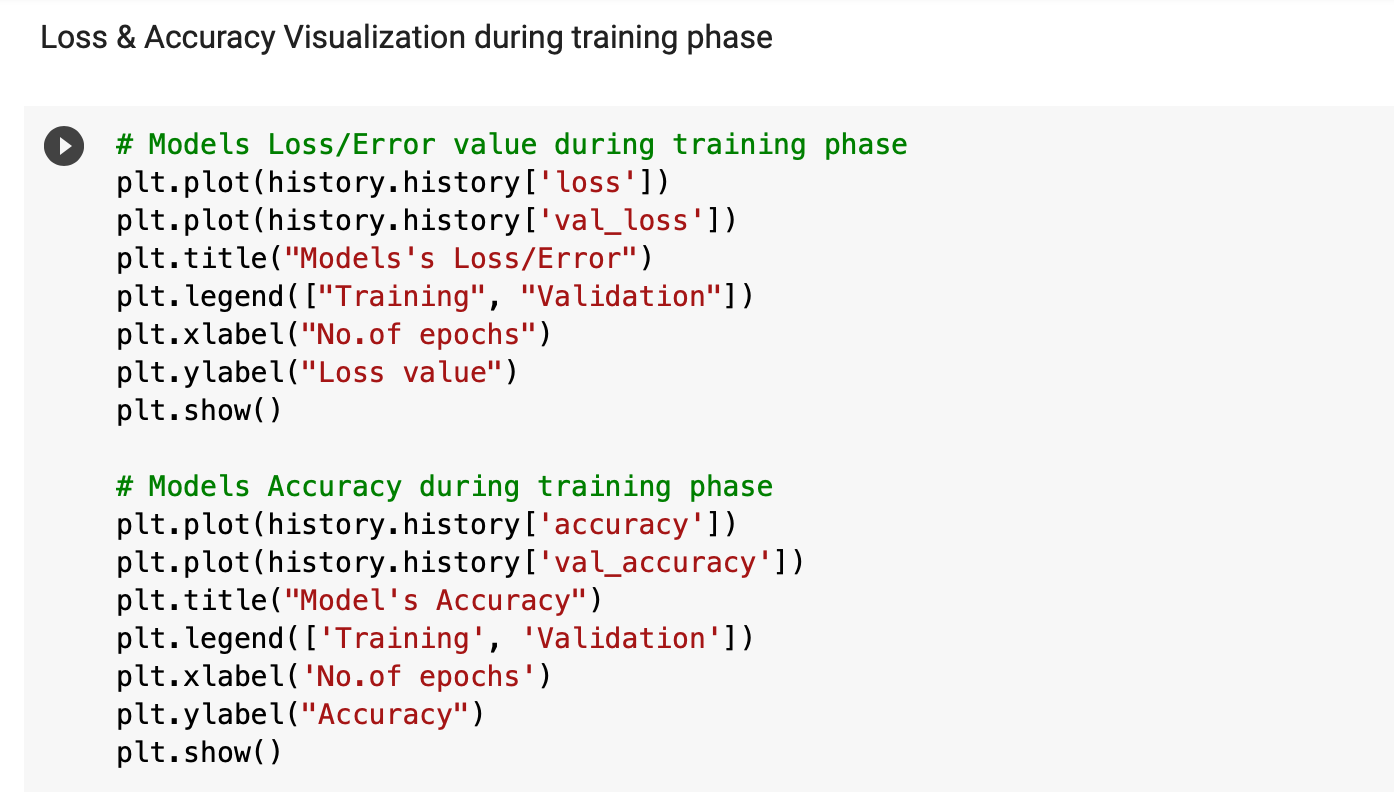 Loss & Accuracy Visualization during training phase
# Models Loss/Error value during training phase
plt.plot(history.history['loss'])
plt.plot(history.history['val_loss'])
plt.title("Models's Loss/Error")
plt.legend(["Training", "Validation"])
plt.xlabel("No.of epochs")
plt.ylabel("Loss value")
plt.show()
# Models Accuracy during training phase
plt.plot(history.history['accuracy'])
plt.plot(history.history['val_accuracy'])
plt.title("Model's Accuracy")
plt.legend(['Training', 'Validation'])
plt.xlabel('No.of epochs')
plt.ylabel("Accuracy")
plt.show()